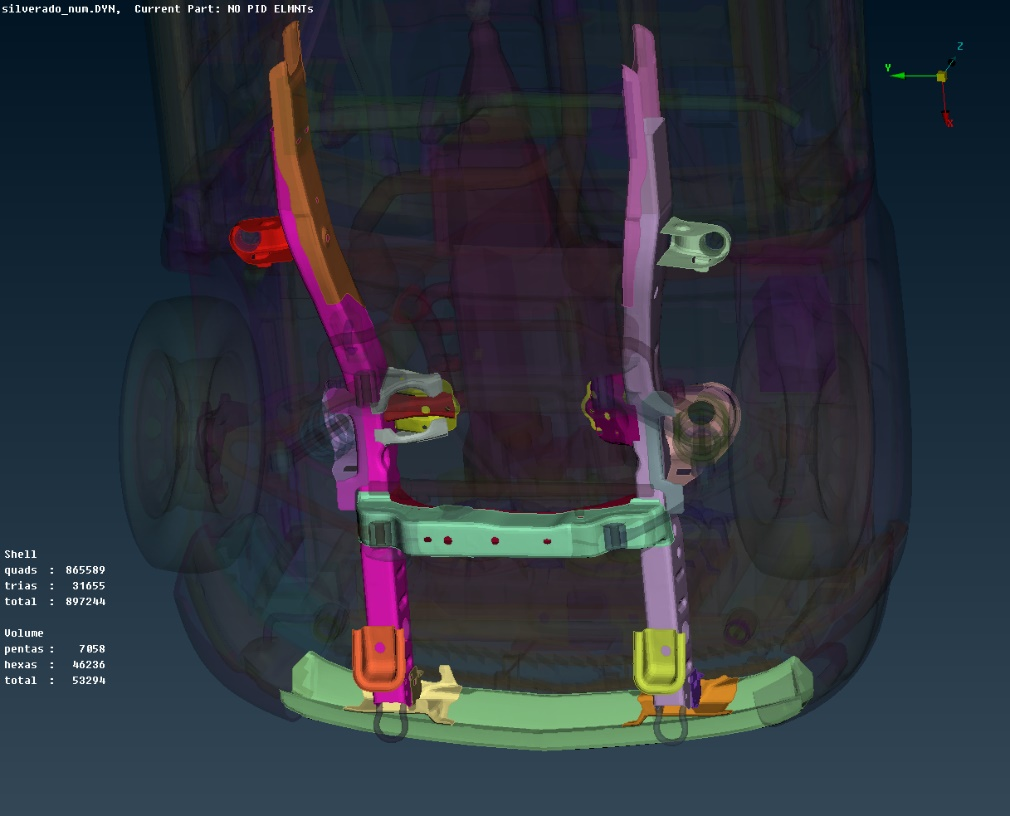 silverado_num.DYN,  Current Part: NO PID ELMNTs
Z
Y
X
Shell
quads  :  865589
trias  :   31655
total  :  897244
Volume
pentas :    7058
hexas  :   46236
total  :   53294